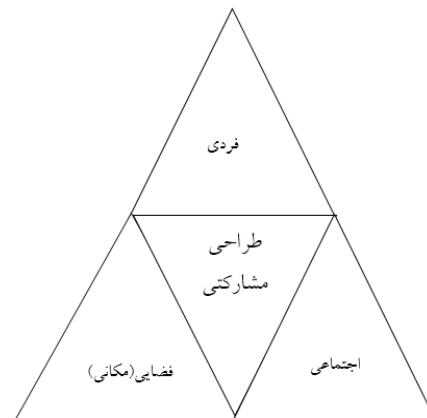 فردی
طراحی
مشارکتی
اجتماعی
فضایی(مکانی)